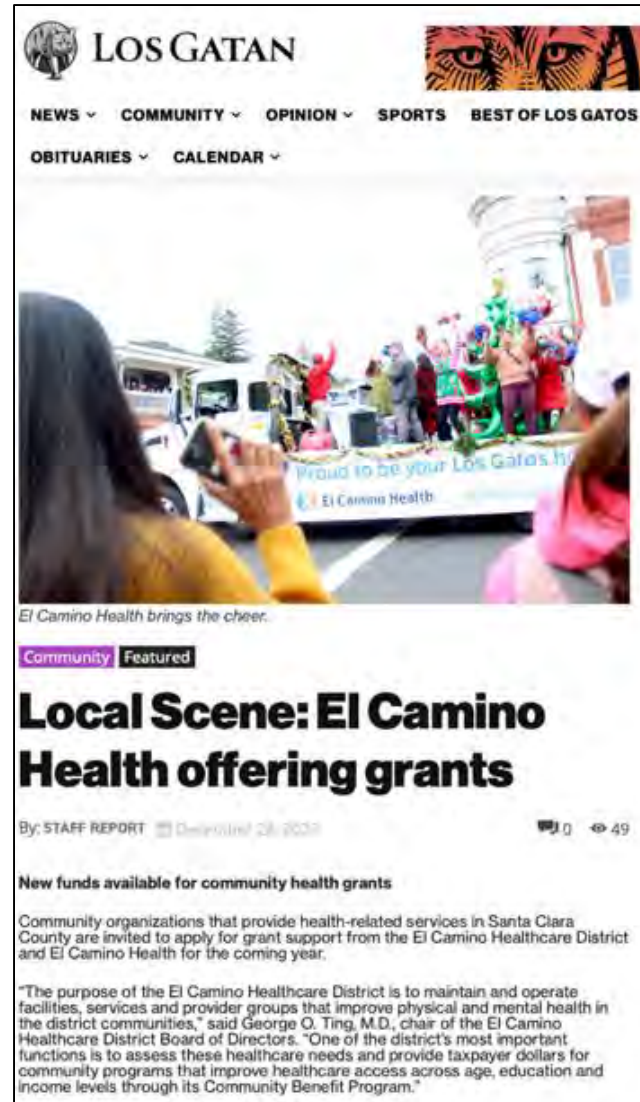 LOS GATAN
NEWS COMMUNITY OPINION SPORTS BEST OF LOS GATOS
OBITUARIES CALENDAR
Proud to be your Los Gatos
El Camino Health
El Camino Health brings the cheer.
Community Featured
Local Scene: El Camino
Health offering grants
By: STAFF REPORT December 28, 0 49
New funds available for community health grants
Community organizations that provide health-related services in Santa Clara
County are invited to apply for grant support from the El Camino Healthcare District
and El Camino Health for the coming year.
"The purpose of the El Camino Healthcare District is to maintain and operate
facilities, services and provider groups that improve physical and mental health in
the district communities," said George O. Ting, M.D., chair of the El Camino
Healthcare District Board of Directors. "One of the district's most important
functions is to assess these healthcare needs and provide taxpayer dollars for
community programs that improve healthcare access across age, education and
income levels through its Community Benefit Program."